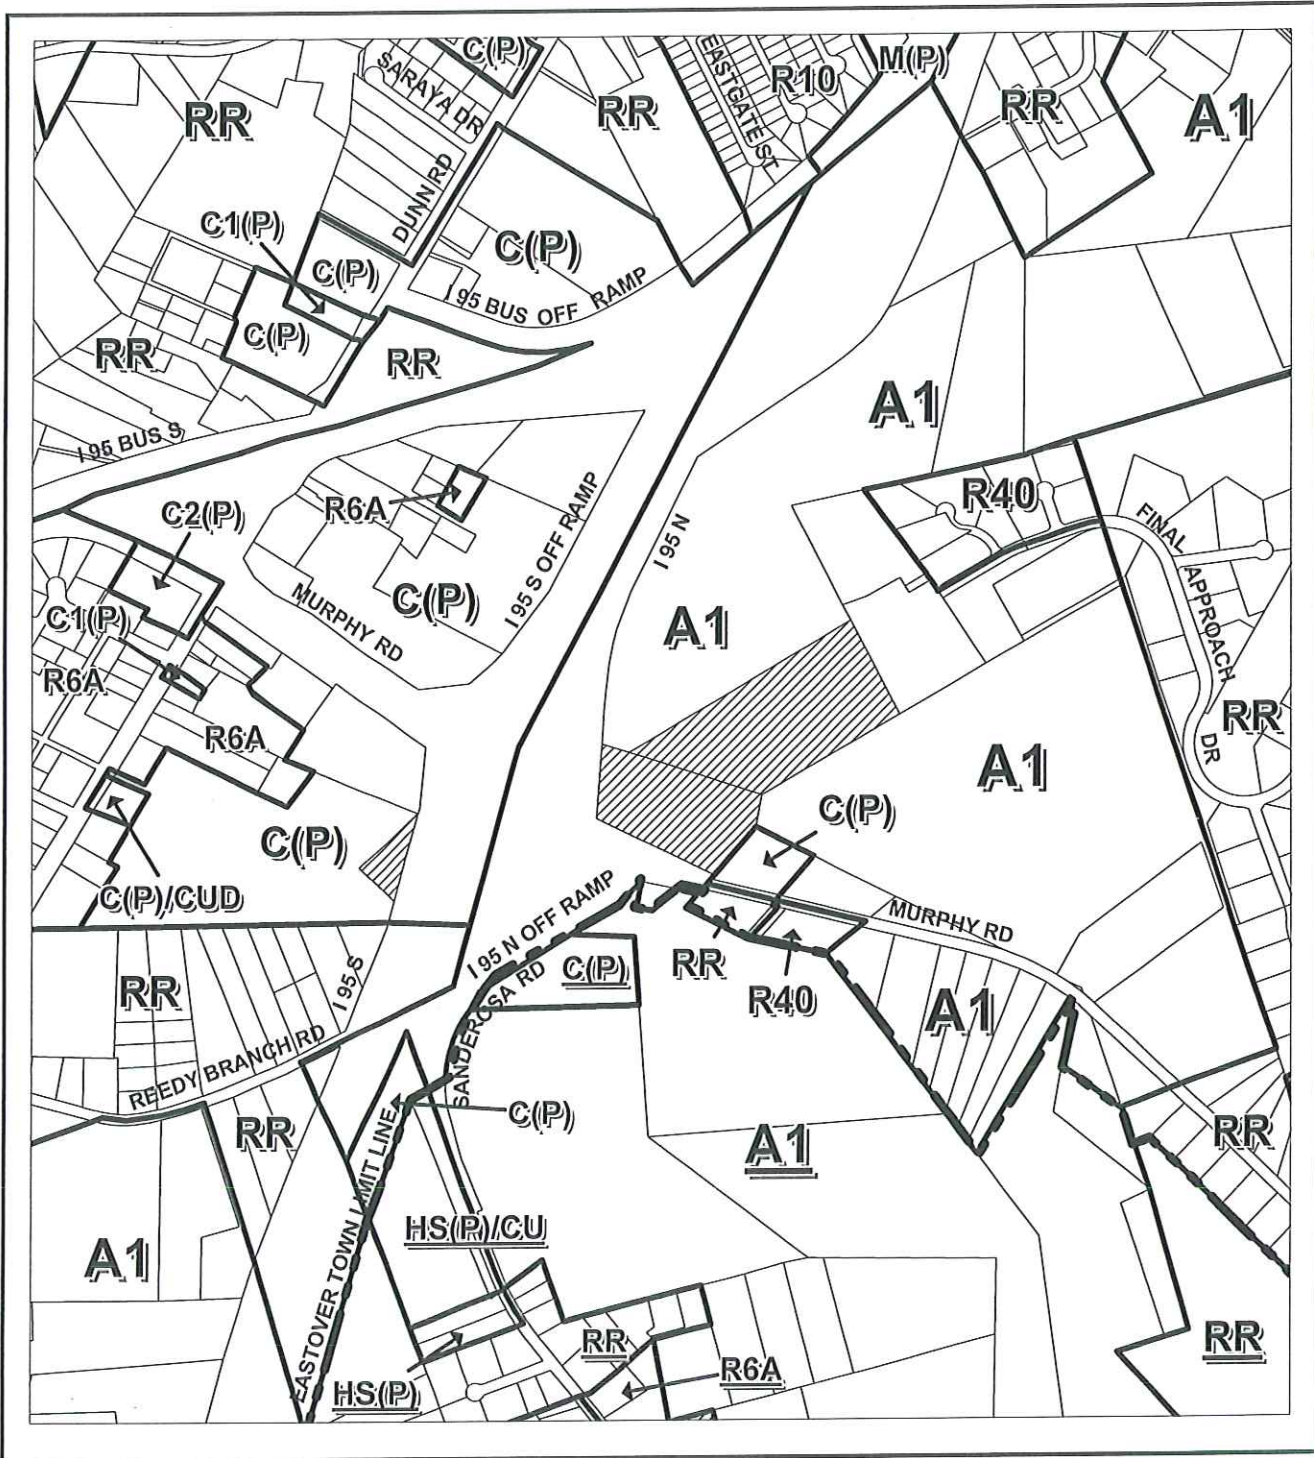 C(P)
M(P)
SARAYA DR
EASTGATE ST
R10
RR
RR
RR
A1
DUNN RD
C1(P)
C(P)
C(P)
I 95 BUS OFF RAMP
C(P)
RR
RR
A1
I 95 BUS S
R6A
R40
C2(P)
I 95 S OFF RAMP
I 95 N
FINAL APPROACH DR
C(P)
MURPHY RD
C1(P)
A1
R6A
R6A
RR
A1
C(P)
C(P)
C(P)/CUD
MURPHY RD
I 95 N OFF RAMP
C(P)
RR
RR
I 95 S
SANDEROSA RD
R40
A1
REEDY BRANCH RD
C(P)
RR
RR
A1
EASTOVER TOWN LIMIT LINE
HS(P)/CU
A1
RR
RR
R6A
HS(P)